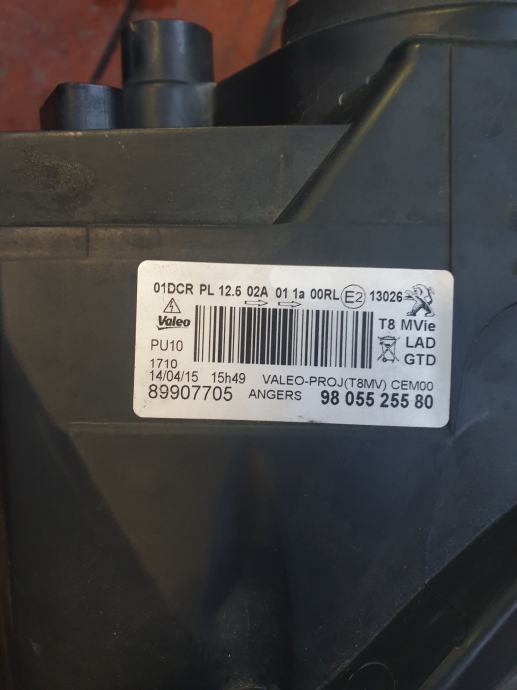 01DCR PL 12.5 02A 01 1a 00RL E2 13026
Valeo
T8 MVie
PU10
LAD
GTD
1710
14/04/15 15h49 VALEO-PROJ(T8MV) CEM00
89907705 ANGERS 98 055 255 80